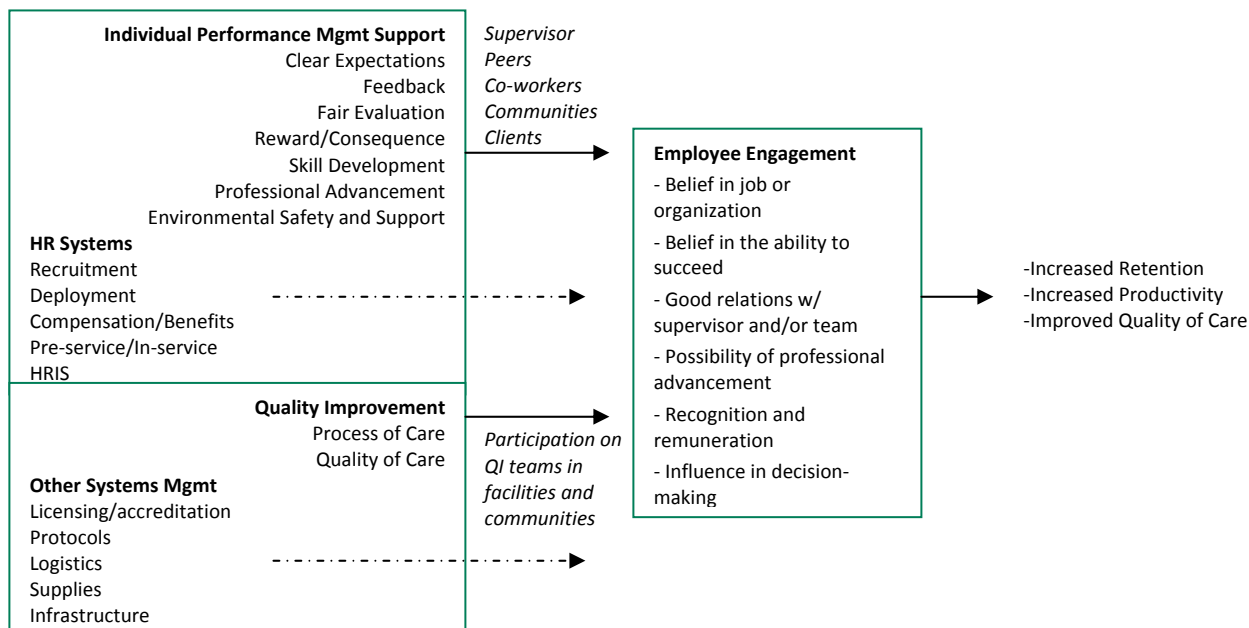 Individual Performance Mgmt Support
Clear Expectations
Feedback
Fair Evaluation
Reward/Consequence
Skill Development
Professional Advancement
Environmental Safety and Support
HR Systems
Recruitment
Deployment
Compensation/Benefits
Pre-service/In-service
HRIS
Supervisor
Peers
Co-workers
Communities
Clients
Quality Improvement
Process of Care
Quality of Care
Other Systems Mgmt
Licensing/accreditation
Protocols
Logistics
Supplies
Infrastructure
Participation on
QI teams in
facilities and
communities
Employee Engagement
- Belief in job or
organization
- Belief in the ability to
succeed
- Good relations w/
supervisor and/or team
- Possibility of professional
advancement
- Recognition and
remuneration
- Influence in decision-
making
-Increased Retention
-Increased Productivity
-Improved Quality of Care